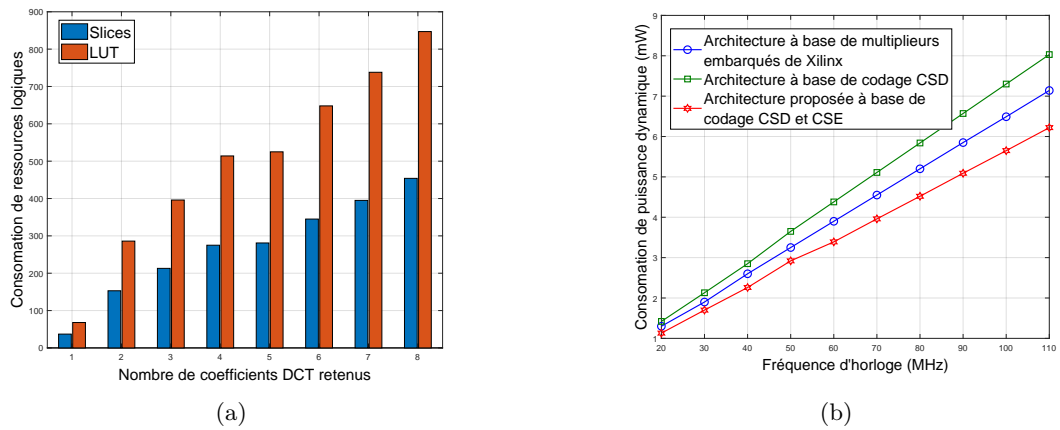 Slices
LUT
Consomation de ressources logiques
900
800
700
600
500
400
300
200
100
0
1 2 3 4 5 6 7 8
Nombre de coefficients DCT retenus
(a)
Architecture à base de multiplieurs
embarqués de Xilinx
Architecture à base de codage CSD
Architecture proposée à base de
codage CSD et CSE
Consomation de puissance dynamique (mW)
9
8
7
6
5
4
3
2
1
20 30 40 50 60 70 80 90 100 110
Fréquence d'horloge (MHz)
(b)